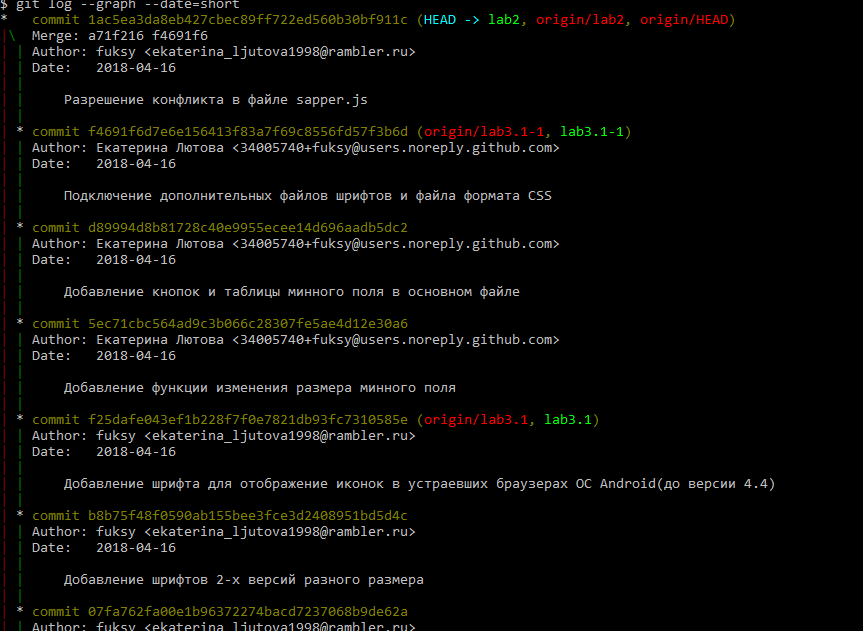 $ git log --graph --date=short
* commit 1ac5ea3da8eb427cbec89ff722ed560b30bf911c (HEAD -> lab2, origin/lab2, origin/HEAD)
|\ Merge: a71f216 f4691f6
| | Author: fuksy <ekaterina_ljutova1998@rambler.ru>
| | Date: 2018-04-16
| |
| | Разрешение конфликта в файле sapper.js
| |
| * commit f4691f6d7e6e156413f83a7f69c8556fd57f3b6d (origin/lab3.1-1, lab3.1-1)
| | Author: Екатерина Лютова <34005740+fuksy@users.noreply.github.com>
| | Date: 2018-04-16
| |
| | Подключение дополнительных файлов шрифтов и файла формата CSS
| |
| * commit d89994d8b81728c40e9955ecee14d696aadb5dc2
| | Author: Екатерина Лютова <34005740+fuksy@users.noreply.github.com>
| | Date: 2018-04-16
| |
| | Добавление кнопок и таблицы минного поля в основном файле
| |
| * commit 5ec71cbc564ad9c3b066c28307fe5ae4d12e30a6
| | Author: Екатерина Лютова <34005740+fuksy@users.noreply.github.com>
| | Date: 2018-04-16
| |
| | Добавление функции изменения размера минного поля
| |
| * commit f25dafe043ef1b228f7f0e7821db93fc7310585e (origin/lab3.1, lab3.1)
| | Author: fuksy <ekaterina_ljutova1998@rambler.ru>
| | Date: 2018-04-16
| |
| | Добавление шрифта для отображение иконок в устраевших браузерах ОС Android(до версии 4.4)
| |
| * commit b8b75f48f0590ab155bee3fce3d2408951bd5d4c
| | Author: fuksy <ekaterina_ljutova1998@rambler.ru>
| | Date: 2018-04-16
| |
| | Добавление шрифтов 2-х версий разного размера
| |
| * commit 07fa762fa00e1b96372274bacd7237068b9de62a
| | Author: fuksy <ekaterina_ljutova1998@rambler.ru>